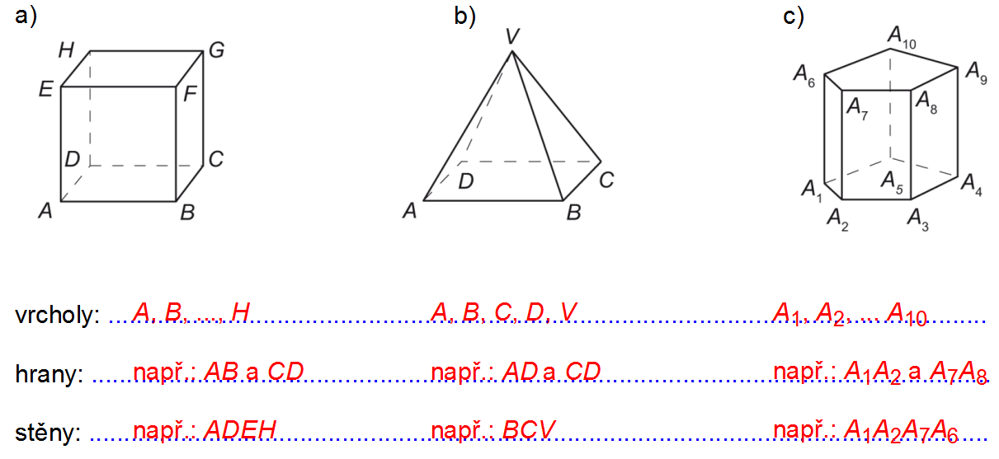 a) b) c)
H G E F D C A B
V A B C D
A10 A6 A9 A7 A8 A1 A5 A4 A2 A3
vrcholy: A, B, ..., H A, B, C, D, V A1, A2, ... A10
hrany: např.: AB a CD např.: AD a CD např.: A1A2 a A7A8
stěny: např.: ADEH např.: BCV např.: A1A2A7A6